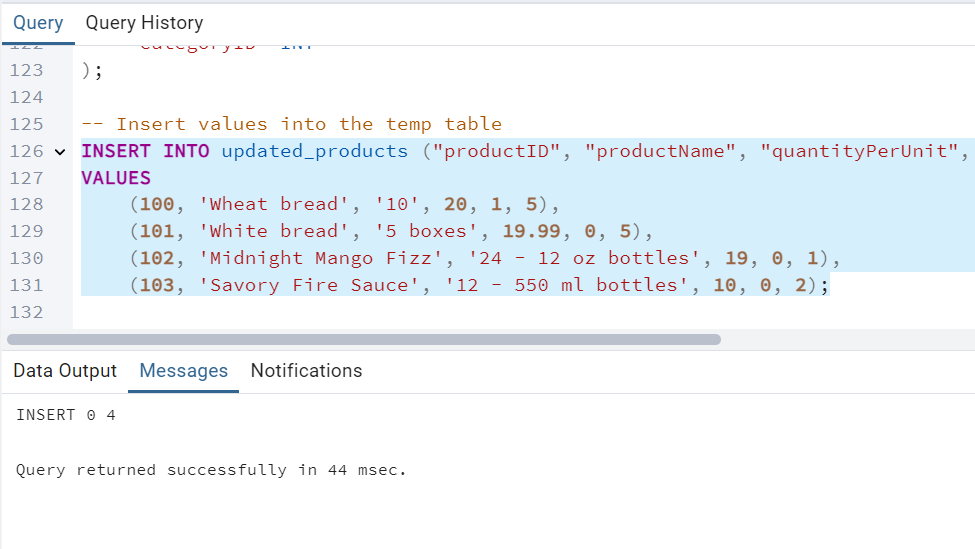 Query Query History
123 );
124
125 -- Insert values into the temp table
126 INSERT INTO updated_products ("productID", "productName", "quantityPerUnit",
127 VALUES
128 (100, 'Wheat bread', '10', 20, 1, 5),
129 (101, 'White bread', '5 boxes', 19.99, 0, 5),
130 (102, 'Midnight Mango Fizz', '24 - 12 oz bottles', 19, 0, 1),
131 (103, 'Savory Fire Sauce', '12 - 550 ml bottles', 10, 0, 2);
132
Data Output Messages Notifications
INSERT 0 4
Query returned successfully in 44 msec.